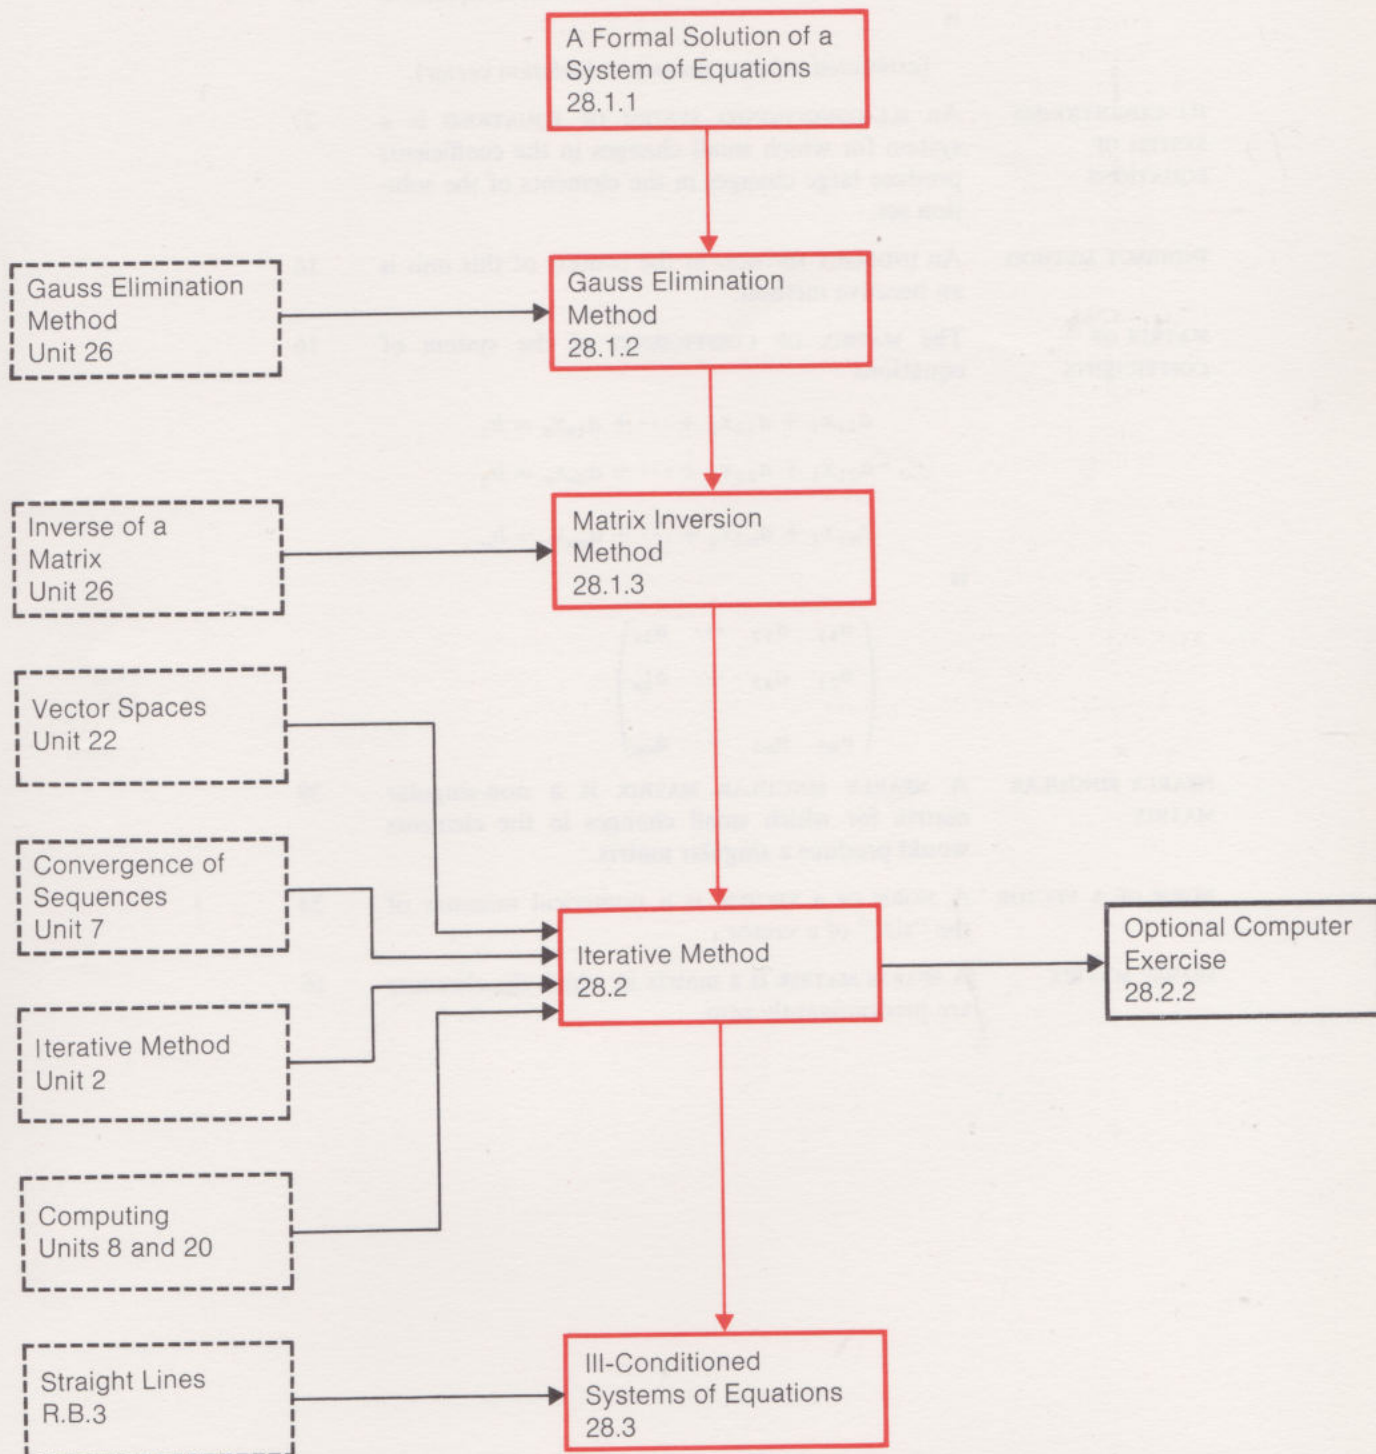 A Formal Solution of a
System of Equations
28.1.1
Gauss Elimination
Method
Unit 26
Gauss Elimination
Method
28.1.2
Inverse of a
Matrix
Unit 26
Matrix Inversion
Method
28.1.3
Vector Spaces
Unit 22
Convergence of
Sequences
Unit 7
Iterative Method
Unit 2
Computing
Units 8 and 20
Iterative Method
28.2
Optional Computer
Exercise
28.2.2
Straight Lines
R.B.3
Ill-Conditioned
Systems of Equations
28.3